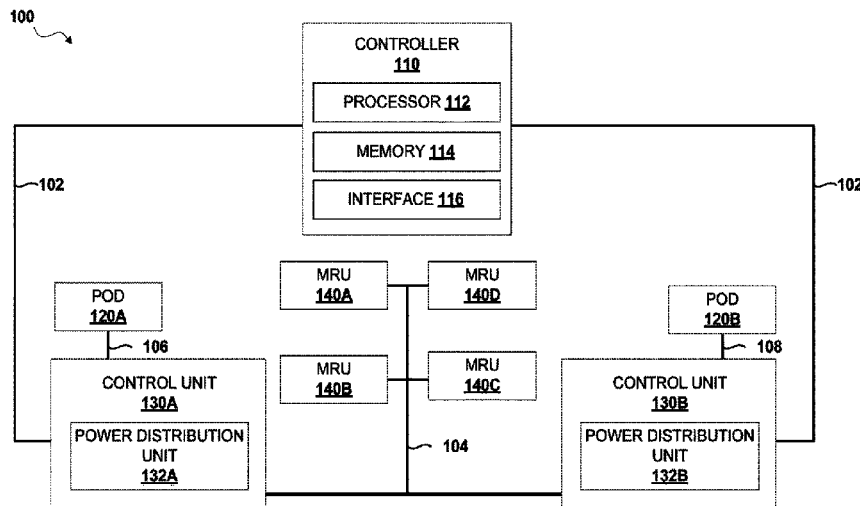 100
CONTROLLER
110
PROCESSOR 112
MEMORY 114
INTERFACE 116
102
102
MRU
140A
MRU
140D
POD
120A
POD
120B
106
108
MRU
140B
MRU
140C
CONTROL UNIT
130A
CONTROL UNIT
130B
POWER DISTRIBUTION
UNIT
132A
104
POWER DISTRIBUTION
UNIT
132B